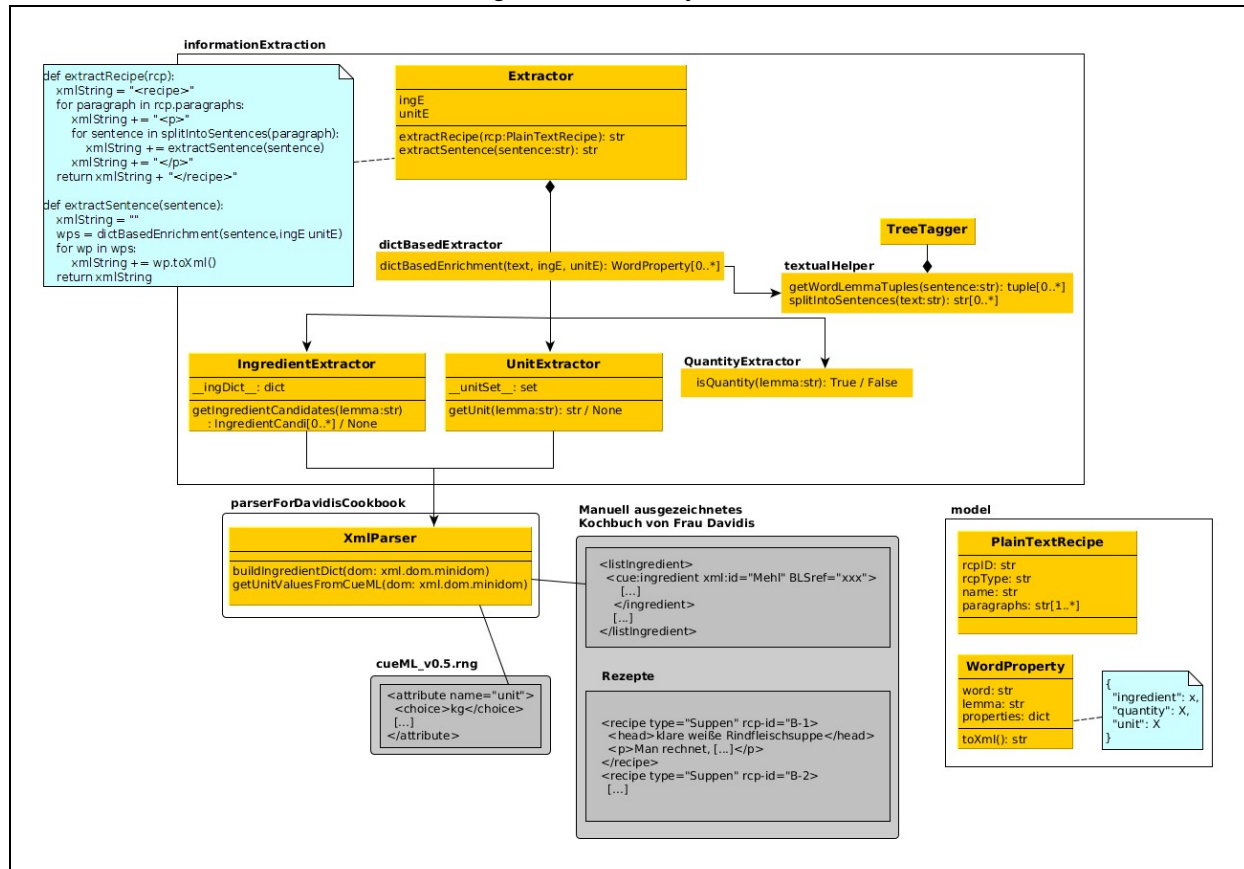 informationExtraction
def extractRecipe(rcp):
xmlString = "<recipe>"
for paragraph in rcp.paragraphs:
xmlString += "<p>"
for sentence in splitIntoSentences(paragraph):
xmlString += extractSentence(sentence)
xmlString += "</p>"
return xmlString + "</recipe>"
def extractSentence(sentence):
xmlString = ""
wps = dictBasedEnrichment(sentence,ingE unitE)
for wp in wps:
xmlString += wp.toXml()
return xmlString
Extractor
ingE
unitE
extractRecipe(rcp:PlainTextRecipe): str
extractSentence(sentence:str): str
dictBasedExtractor
dictBasedEnrichment(text, ingE, unitE): WordProperty[0..*]
TreeTagger
textualHelper
getWordLemmaTuples(sentence:str): tuple[0..*]
splitIntoSentences(text:str): str[0..*]
IngredientExtractor
__ingDict__: dict
getIngredientCandidates(lemma:str)
: IngredientCandi[0..*] / None
UnitExtractor
__unitSet__: set
getUnit(lemma:str): str / None
QuantityExtractor
isQuantity(lemma:str): True / False
parserForDavidisCookbook
XmlParser
buildIngredientDict(dom: xml.dom.minidom)
getUnitValuesFromCueML(dom: xml.dom.minidom)
cueML_v0.5.rng
<attribute name="unit">
<choice>kg</choice>
[...]
</attribute>
Manuell ausgezeichnetes
Kochbuch von Frau Davidis
<listIngredient>
<cue:ingredient xml:id="Mehl" BLSref="xxx">
[...]
</ingredient>
[...]
</listIngredient>
Rezepte
<recipe type="Suppen" rcp-id="B-1>
<head>klare weiße Rindfleischsuppe</head>
<p>Man rechnet, [...]</p>
</recipe>
<recipe type="Suppen" rcp-id="B-2>
[...]
model
PlainTextRecipe
rcpID: str
rcpType: str
name: str
paragraphs: str[1..*]
WordProperty
word: str
lemma: str
properties: dict
toXml(): str
{
"ingredient": x,
"quantity": X,
"unit": X
}